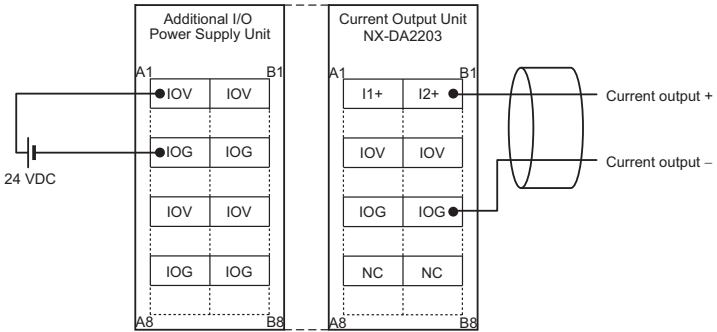 Additional I/O
Power Supply Unit
Current Output Unit
NX-DA2203
A1
B1
A1
B1
IOV
IOV
I1+
I2+
Current output +
IOG
IOG
IOV
IOV
Current output −
24 VDC
IOV
IOV
IOG
IOG
IOG
IOG
NC
NC
A8
B8
A8
B8